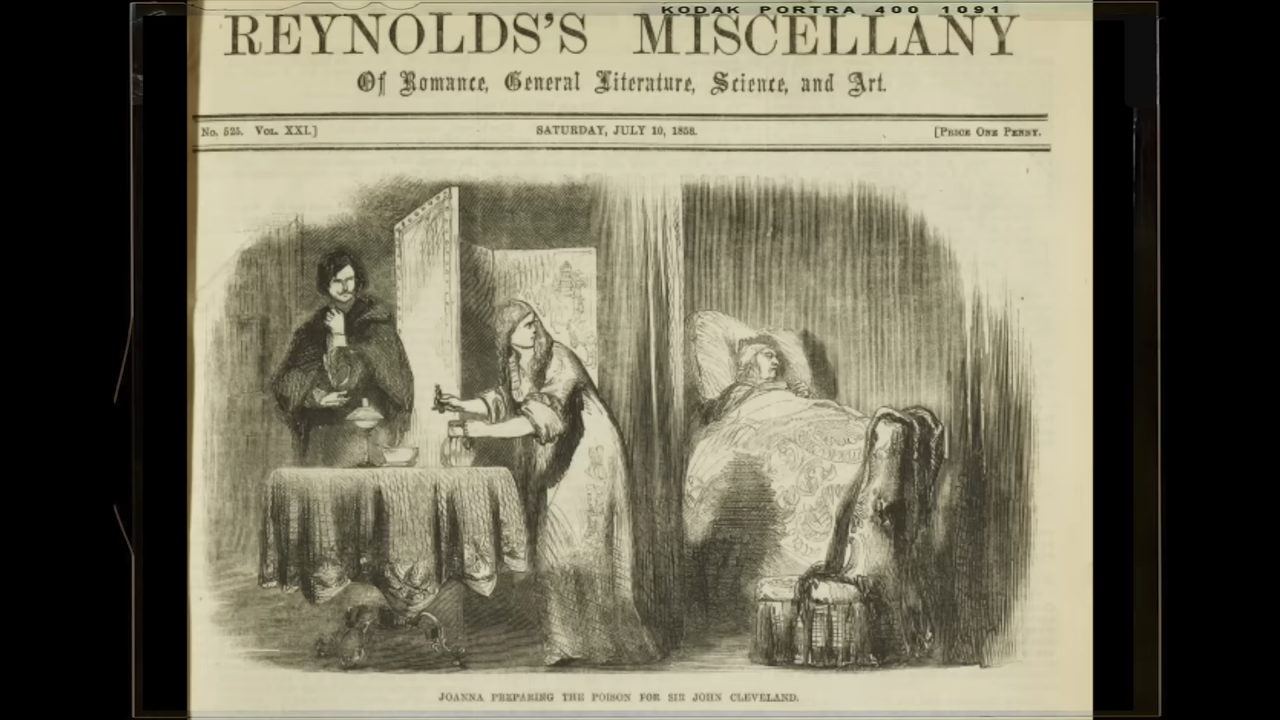 KODAK PORTRA 400 1091
REYNOLDS'S MISCELLANY
Of Romance, General Literature, Science, and Art.
No. 525. VOL. XXI.] SATURDAY, JULY 10, 1858. [PRICE ONE PENNY.
JOANNA PREPARING THE POISON FOR SIR JOHN CLEVELAND.